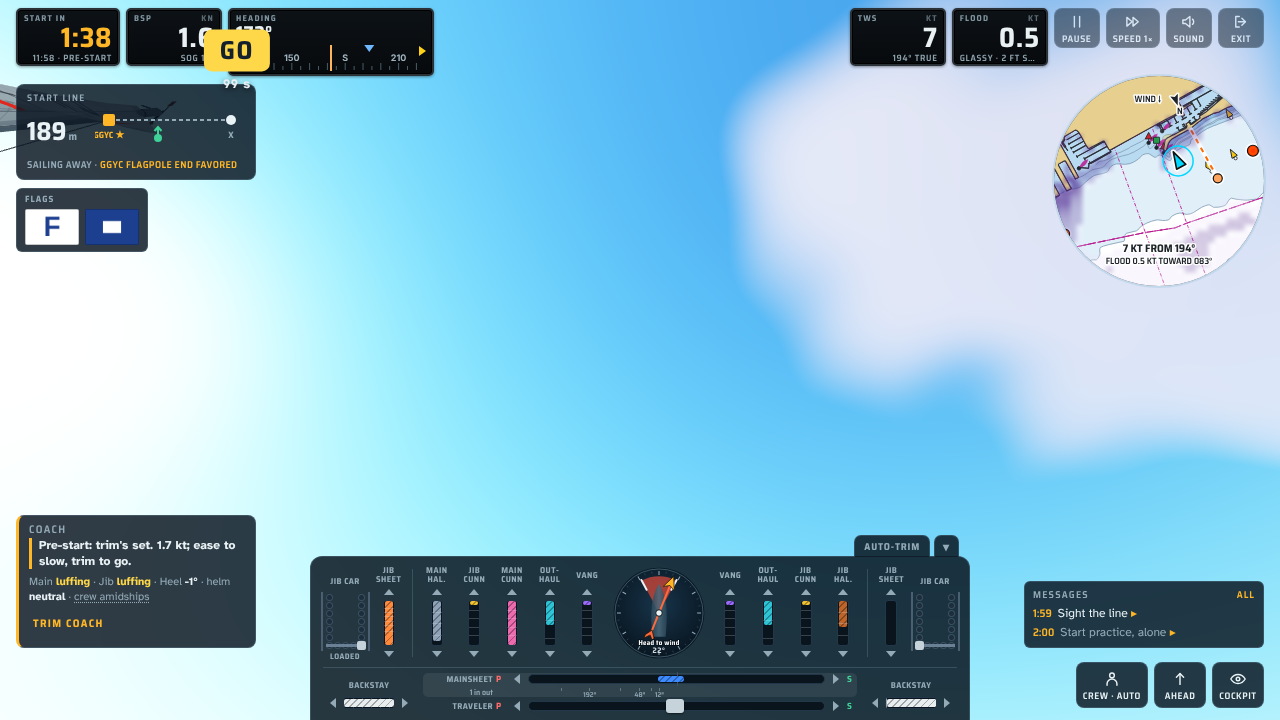 START IN
1:38
11:58 · PRE-START
BSP KN
GO
99 s
HEADING
150 S 210
TWS KT
7
194° TRUE
FLOOD KT
0.5
GLASSY · 2 FT S...
PAUSE
SPEED 1×
SOUND
EXIT
START LINE
189 m
GGYC ★
X
SAILING AWAY · GGYC FLAGPOLE END FAVORED
FLAGS
F
WIND ↓
N
7 KT FROM 194°
FLOOD 0.5 KT TOWARD 083°
COACH
Pre-start: trim's set. 1.7 kt; ease to
slow, trim to go.
Main luffing · Jib luffing · Heel -1° · helm
neutral · crew amidships
TRIM COACH
AUTO-TRIM ▼
JIB CAR
LOADED
JIB SHEET
MAIN HAL.
JIB CUNN
MAIN CUNN
OUT-HAUL
VANG
Head to wind
22°
VANG
OUT-HAUL
JIB CUNN
JIB HAL.
JIB SHEET
JIB CAR
BACKSTAY
MAINSHEET P S
1 in out 192° 48° 12°
TRAVELER P S
BACKSTAY
MESSAGES ALL
1:59 Sight the line ▸
2:00 Start practice, alone ▸
CREW · AUTO
AHEAD
COCKPIT